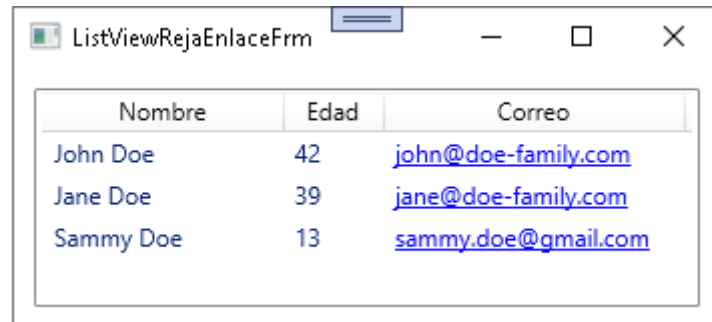 ListViewRejaEnlaceFrm
Nombre Edad Correo
John Doe 42 john@doe-family.com
Jane Doe 39 jane@doe-family.com
Sammy Doe 13 sammy.doe@gmail.com